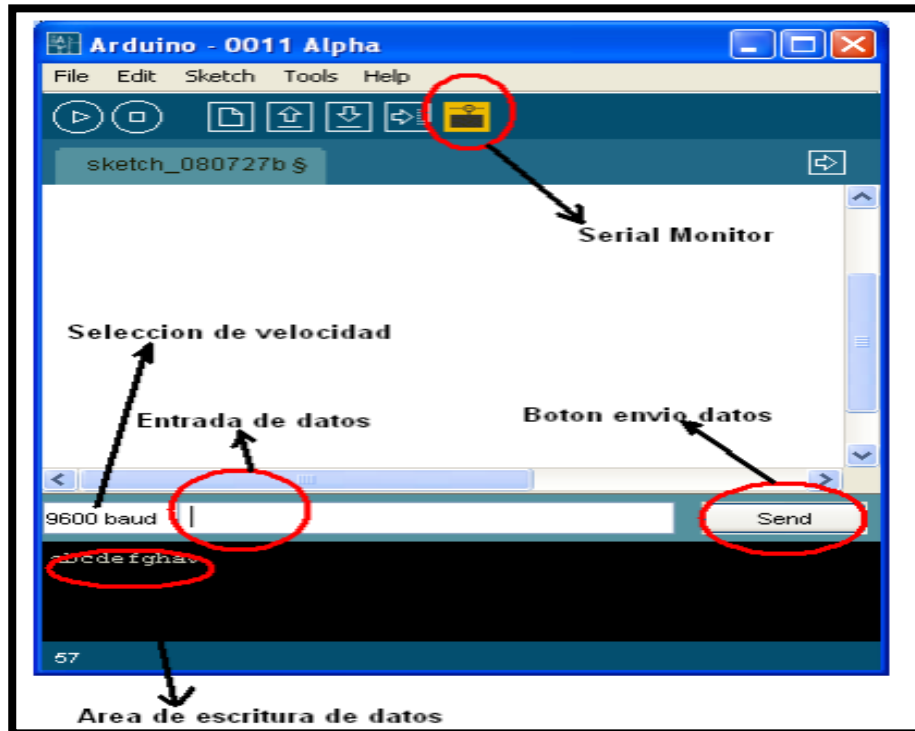 Arduino - 0011 Alpha
File Edit Sketch Tools Help
sketch_080727b §
Serial Monitor
Seleccion de velocidad
Entrada de datos
Boton envio datos
9600 baud
Send
abcdefghav
57
Area de escritura de datos